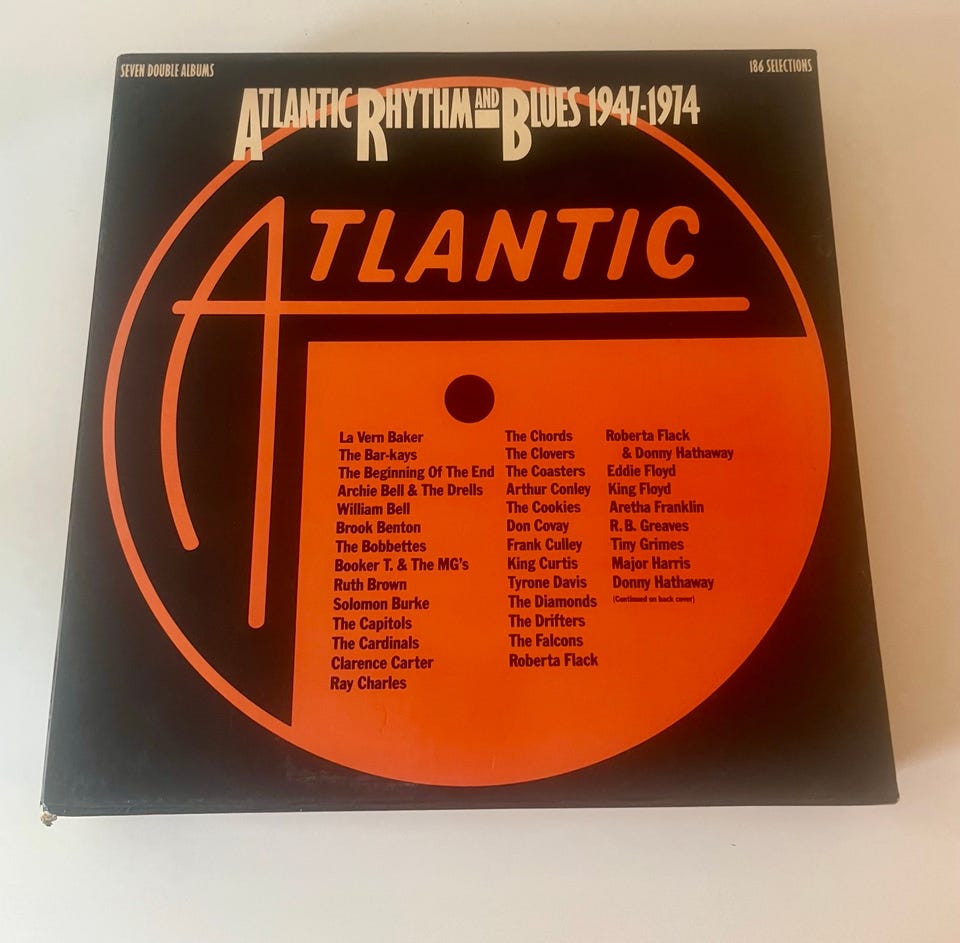 SEVEN DOUBLE ALBUMS
186 SELECTIONS
ATLANTIC RHYTHM AND BLUES 1947-1974
ATLANTIC
La Vern Baker
The Bar-kays
The Beginning Of The End
Archie Bell & The Drells
William Bell
Brook Benton
The Bobbettes
Booker T. & The MG's
Ruth Brown
Solomon Burke
The Capitols
The Cardinals
Clarence Carter
Ray Charles
The Chords
The Clovers
The Coasters
Arthur Conley
The Cookies
Don Covay
Frank Culley
King Curtis
Tyrone Davis
The Diamonds
The Drifters
The Falcons
Roberta Flack
Roberta Flack
& Donny Hathaway
Eddie Floyd
King Floyd
Aretha Franklin
R.B. Greaves
Tiny Grimes
Major Harris
Donny Hathaway
(Continued on back cover)